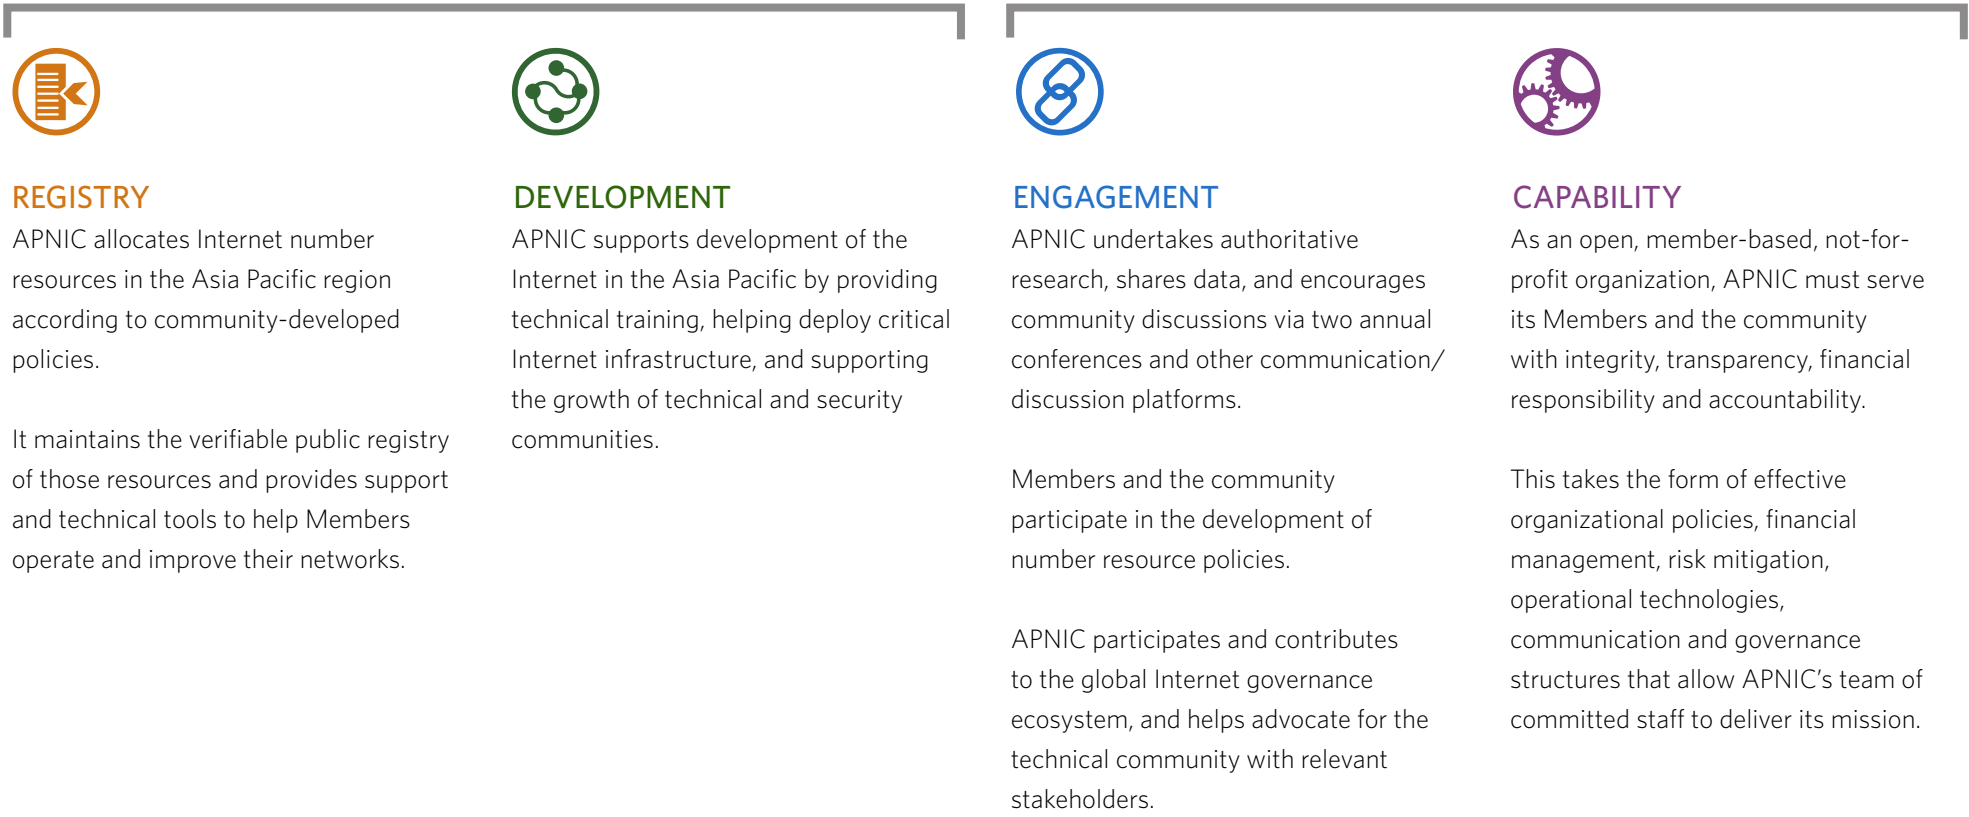 REGISTRY
APNIC allocates Internet number
resources in the Asia Pacific region
according to community-developed
policies.
It maintains the verifiable public registry
of those resources and provides support
and technical tools to help Members
operate and improve their networks.
DEVELOPMENT
APNIC supports development of the
Internet in the Asia Pacific by providing
technical training, helping deploy critical
Internet infrastructure, and supporting
the growth of technical and security
communities.
ENGAGEMENT
APNIC undertakes authoritative
research, shares data, and encourages
community discussions via two annual
conferences and other communication/
discussion platforms.
Members and the community
participate in the development of
number resource policies.
APNIC participates and contributes
to the global Internet governance
ecosystem, and helps advocate for the
technical community with relevant
stakeholders.
CAPABILITY
As an open, member-based, not-for-
profit organization, APNIC must serve
its Members and the community
with integrity, transparency, financial
responsibility and accountability.
This takes the form of effective
organizational policies, financial
management, risk mitigation,
operational technologies,
communication and governance
structures that allow APNIC’s team of
committed staff to deliver its mission.